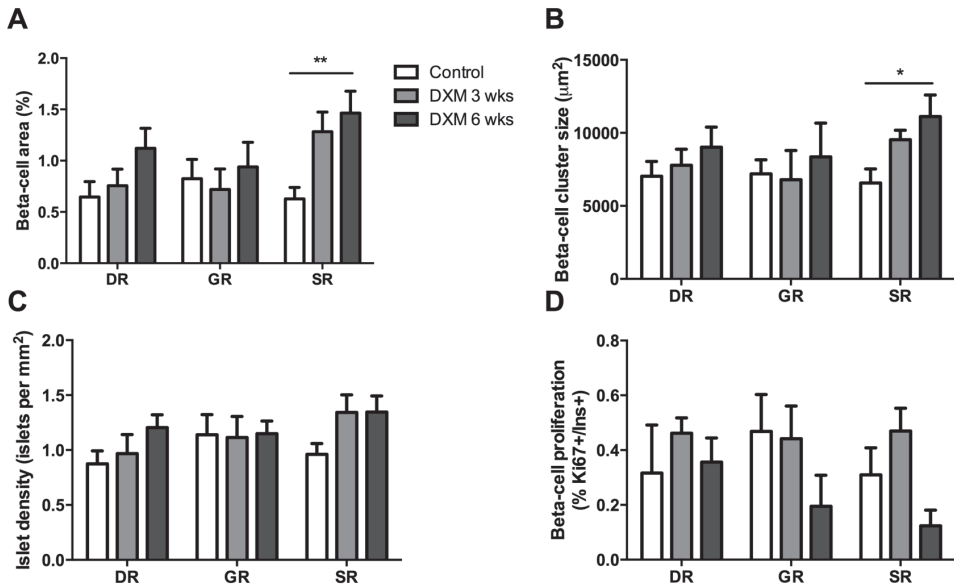 A
Beta-cell area (%)
2.0
1.5
1.0
0.5
0.0
**
DR
GR
SR
Control
DXM 3 wks
DXM 6 wks
B
Beta-cell cluster size (μm²)
15000
10000
5000
0
*
DR
GR
SR
C
Islet density (islets per mm²)
2.0
1.5
1.0
0.5
0.0
DR
GR
SR
D
Beta-cell proliferation
(% Ki67+/Ins+)
0.8
0.6
0.4
0.2
0.0
DR
GR
SR